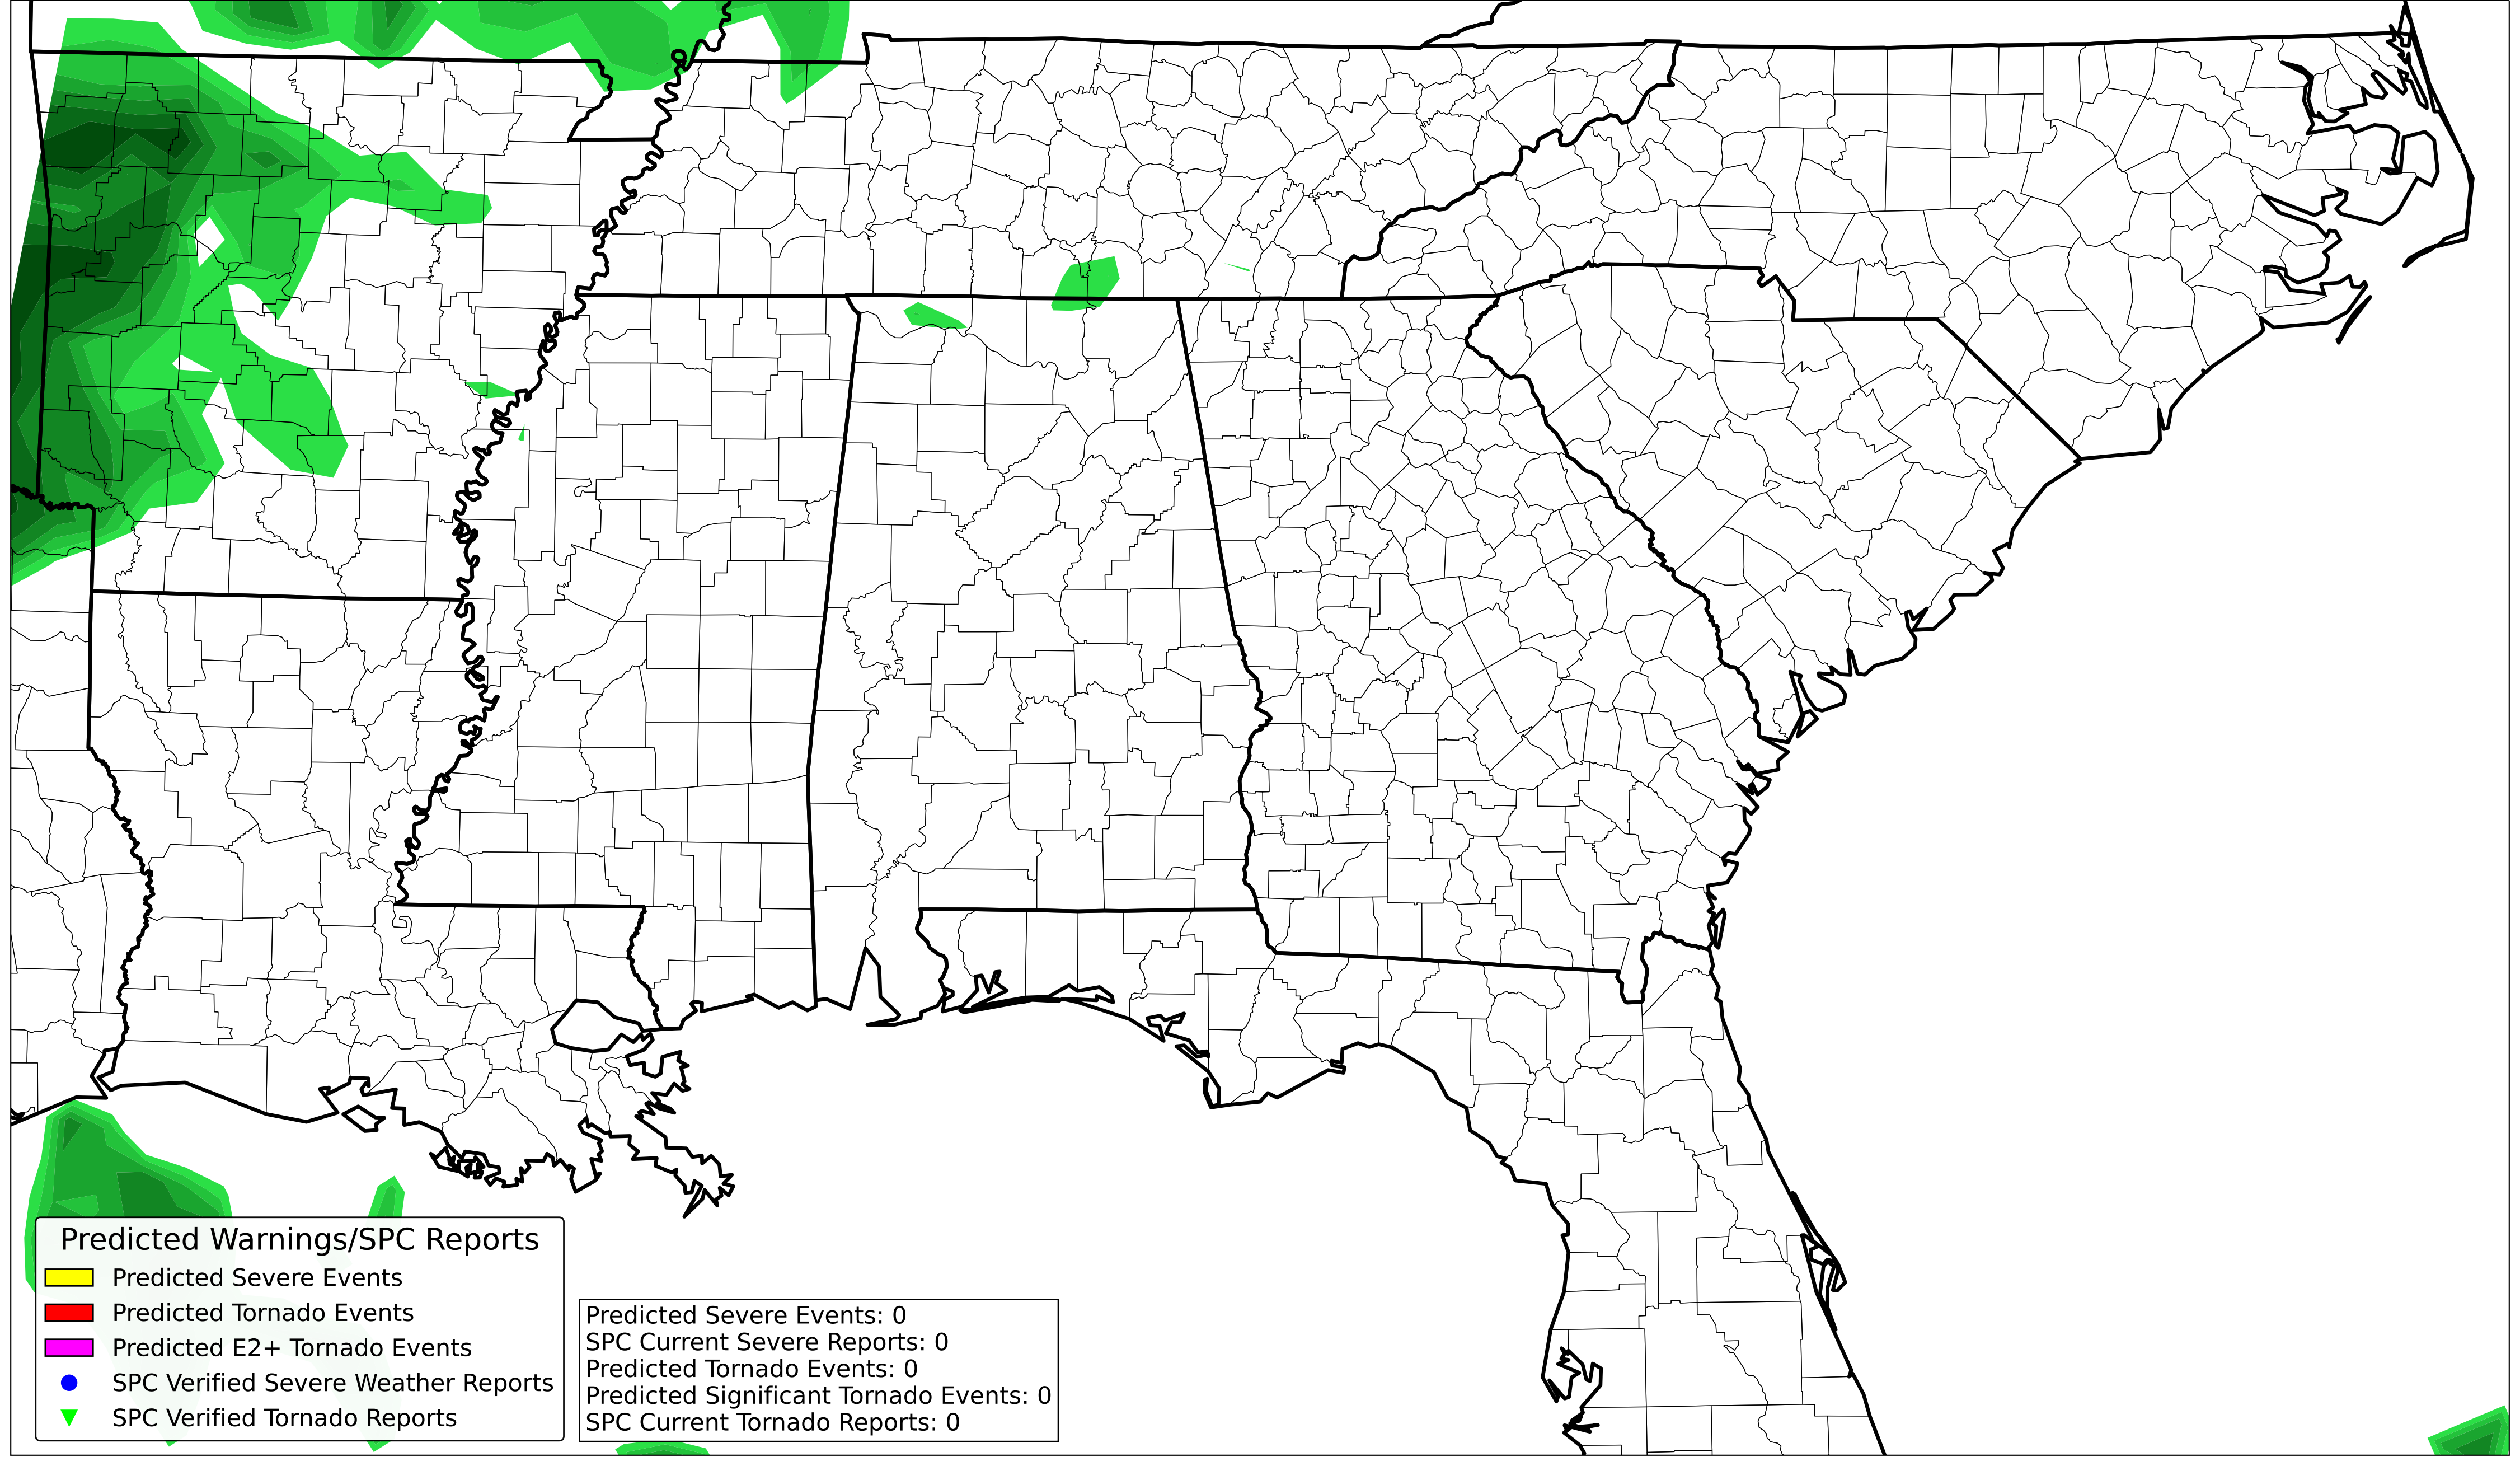 Predicted Warnings/SPC Reports
Predicted Severe Events
Predicted Tornado Events
Predicted E2+ Tornado Events
SPC Verified Severe Weather Reports
SPC Verified Tornado Reports
Predicted Severe Events: 0
SPC Current Severe Reports: 0
Predicted Tornado Events: 0
Predicted Significant Tornado Events: 0
SPC Current Tornado Reports: 0